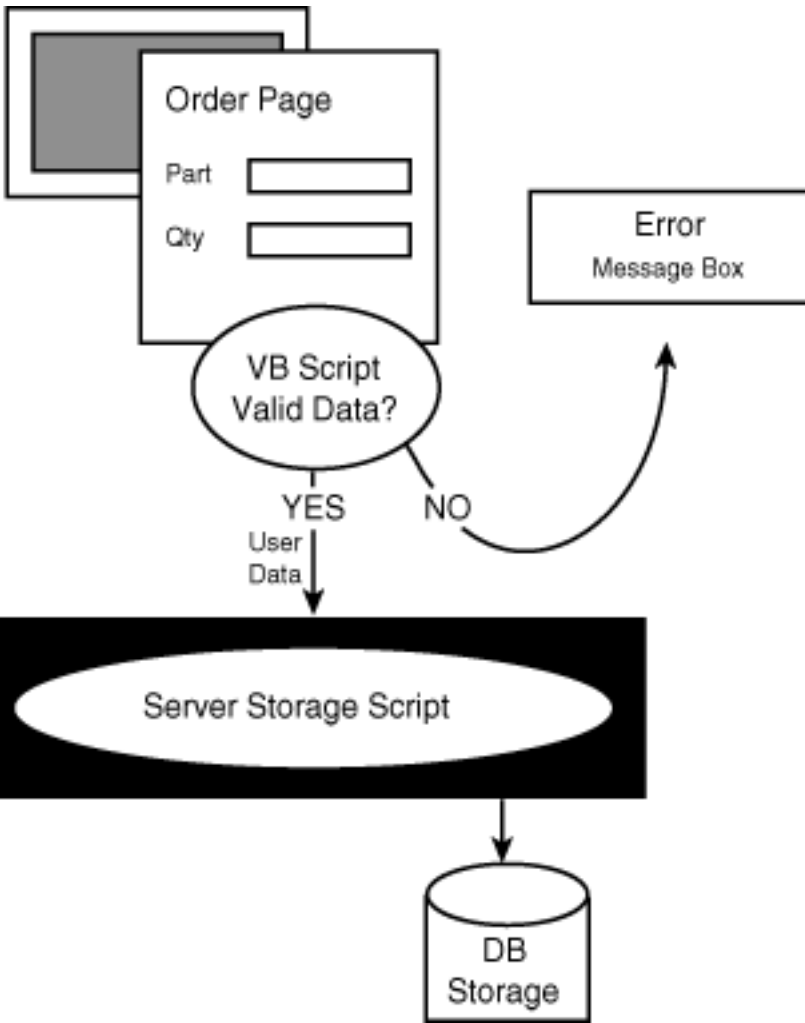 Order Page
Part
Qty
Error
Message Box
VB Script
Valid Data?
YES
NO
User
Data
Server Storage Script
DB
Storage